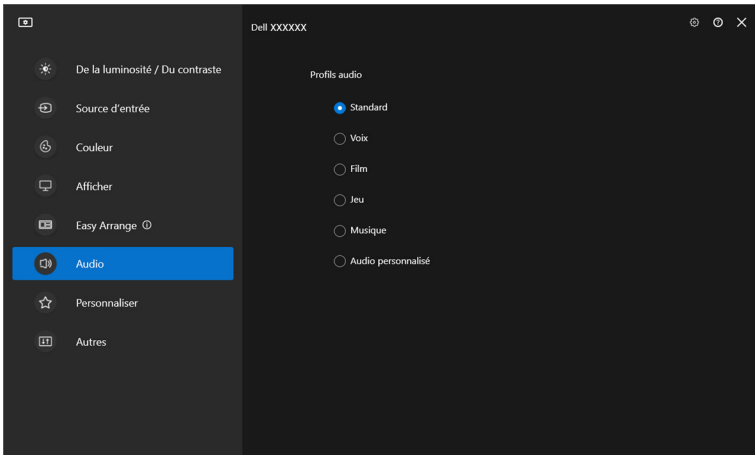 Dell XXXXXX
De la luminosité / Du contraste
Source d'entrée
Couleur
Afficher
Easy Arrange
Audio
Personnaliser
Autres
Profils audio
Standard
Voix
Film
Jeu
Musique
Audio personnalisé